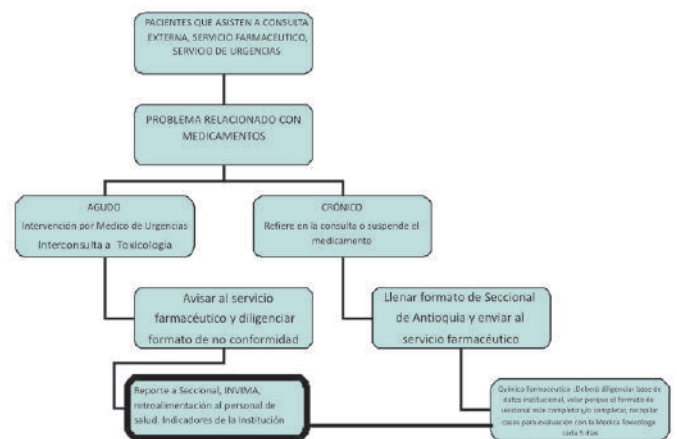 PACIENTES QUE ASISTEN A CONSULTA
EXTERNA, SERVICIO FARMACEUTICO,
SERVICIO DE URGENCIAS
PROBLEMA RELACIONADO CON
MEDICAMENTOS
AGUDO
Intervención por Medico de Urgencias
Interconsulta a Toxicologia
CRÓNICO
Refiere en la consulta o suspende el
medicamento
Avisar al servicio
farmacéutico y diligenciar
formato de no conformidad
Llenar formato de Seccional
de Antioquia y enviar al
servicio farmacéutico
Reporte a Seccional, INVIMA,
retroalimentación al personal de
salud. Indicadores de la Institución
Químico farmacéutico :Deberá diligenciar base de
datos institucional, velar porque el formato de
seccional este completo y/o completar, recopilar
casos para evaluación con la Medica Toxicóloga
cada 5 días